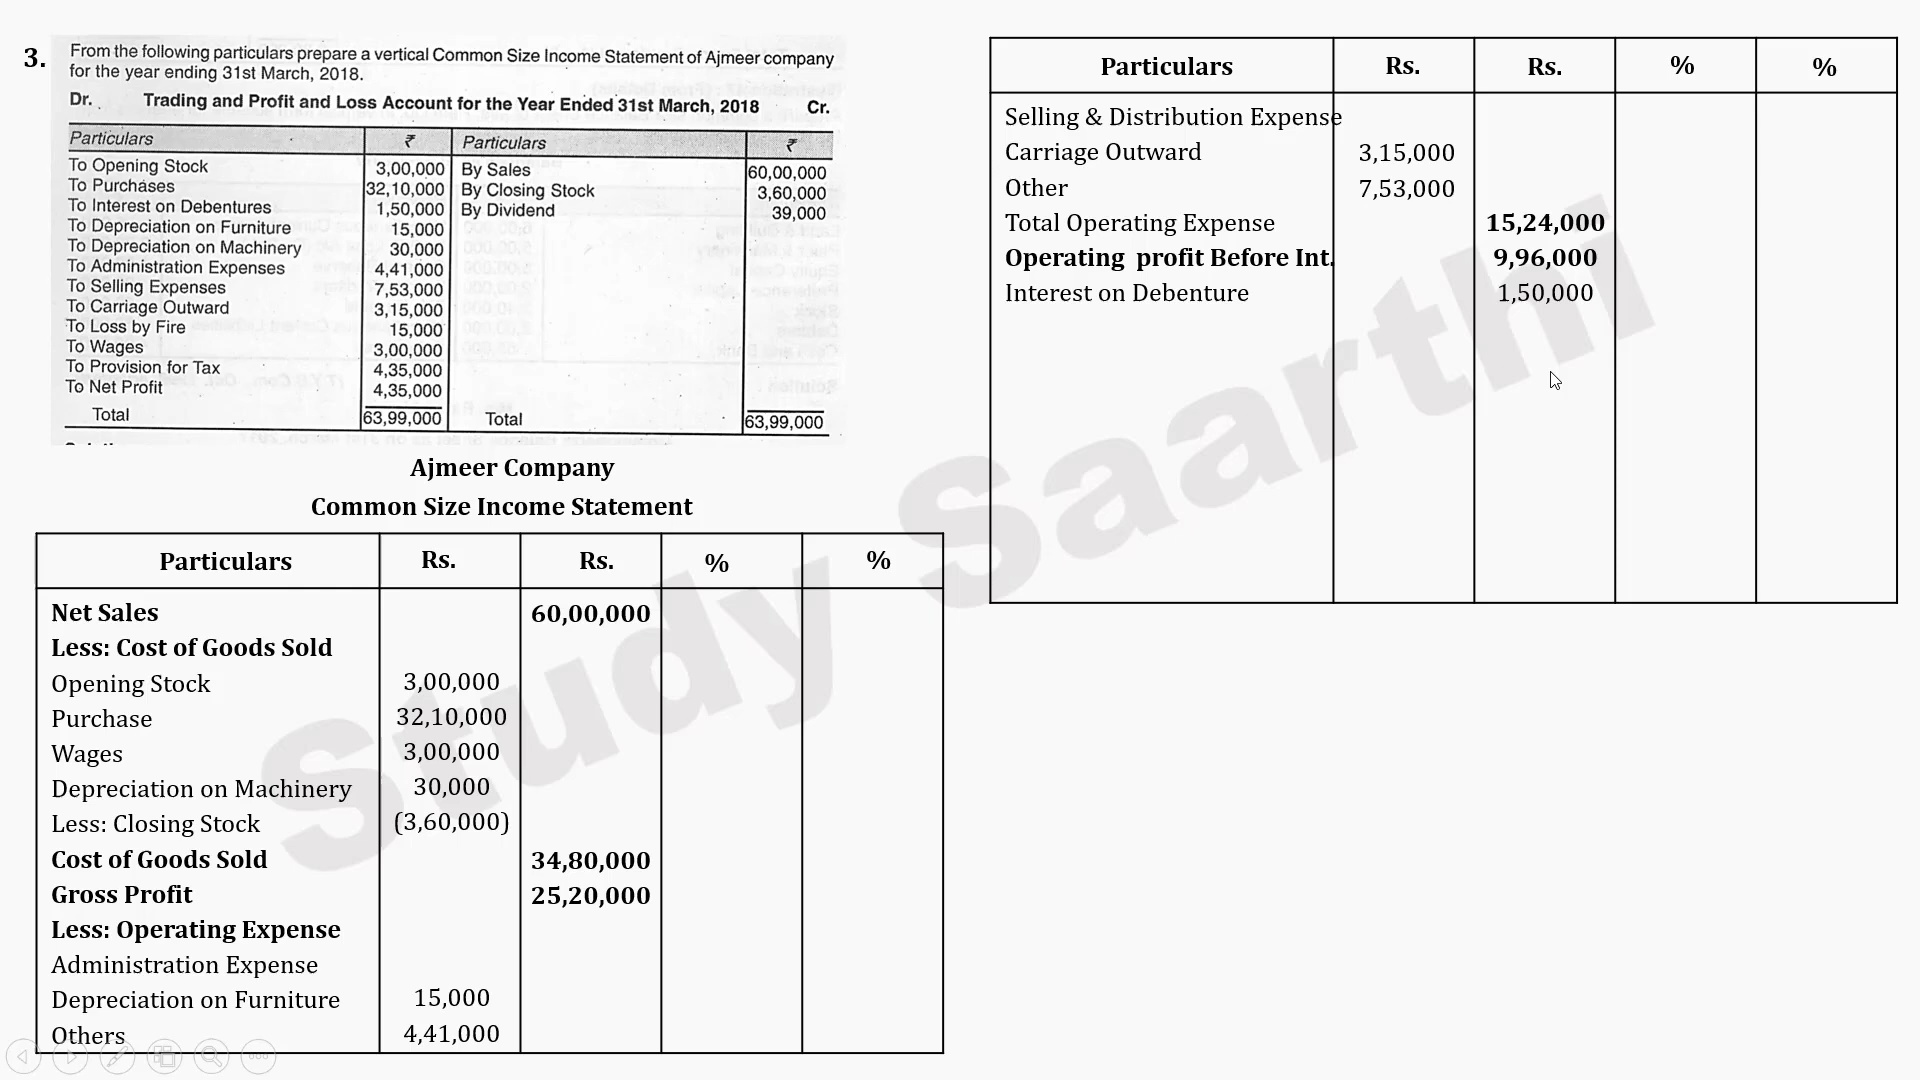 3.
From the following particulars prepare a vertical Common Size Income Statement of Ajmeer company
for the year ending 31st March, 2018.
Dr. Trading and Profit and Loss Account for the Year Ended 31st March, 2018 Cr.
Particulars ₹ Particulars ₹
To Opening Stock 3,00,000 By Sales 60,00,000
To Purchases 32,10,000 By Closing Stock 3,60,000
To Interest on Debentures 1,50,000 By Dividend 39,000
To Depreciation on Furniture 15,000
To Depreciation on Machinery 30,000
To Administration Expenses 4,41,000
To Selling Expenses 7,53,000
To Carriage Outward 3,15,000
To Loss by Fire 15,000
To Wages 3,00,000
To Provision for Tax 4,35,000
To Net Profit 4,35,000
Total 63,99,000 Total 63,99,000
Ajmeer Company
Common Size Income Statement
Particulars Rs. Rs. % %
Net Sales 60,00,000
Less: Cost of Goods Sold
Opening Stock 3,00,000
Purchase 32,10,000
Wages 3,00,000
Depreciation on Machinery 30,000
Less: Closing Stock (3,60,000)
Cost of Goods Sold 34,80,000
Gross Profit 25,20,000
Less: Operating Expense
Administration Expense
Depreciation on Furniture 15,000
Others 4,41,000
Particulars Rs. Rs. % %
Selling & Distribution Expense
Carriage Outward 3,15,000
Other 7,53,000
Total Operating Expense 15,24,000
Operating profit Before Int. 9,96,000
Interest on Debenture 1,50,000
Study Saarthi